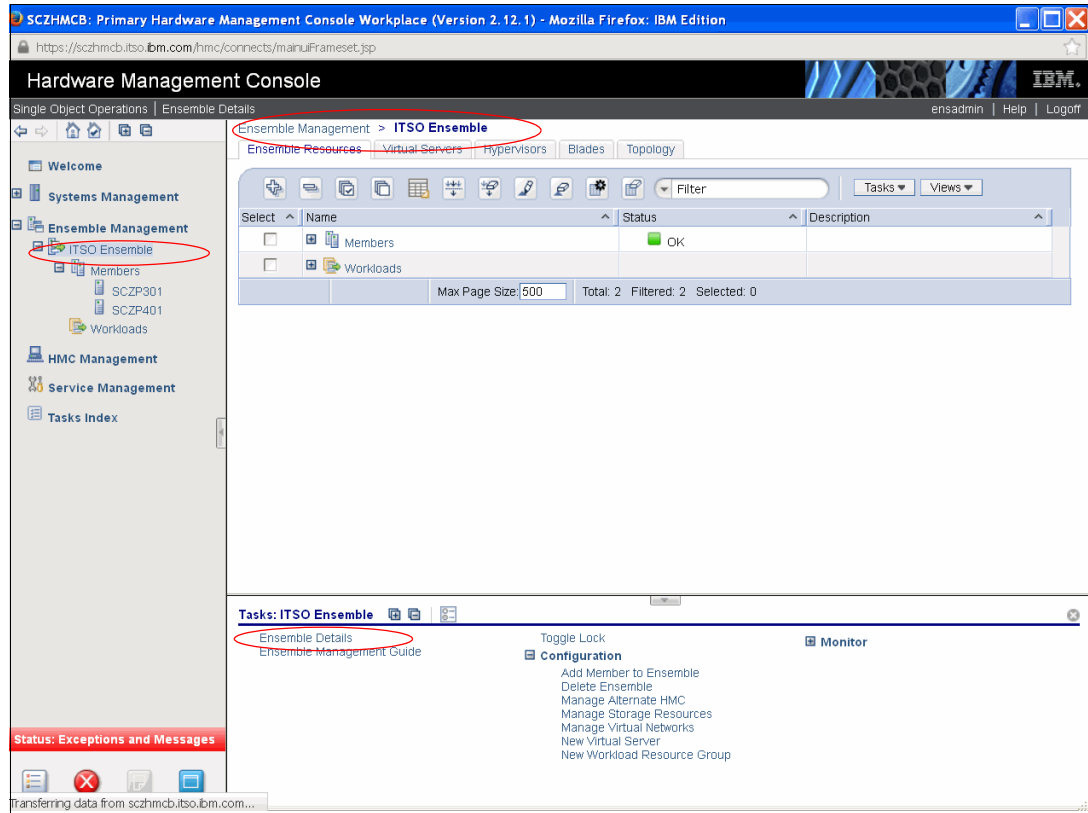 SCZHMCB: Primary Hardware Management Console Workplace (Version 2.12.1) - Mozilla Firefox: IBM Edition
https://sczhmcb.itso.ibm.com/hmc/connects/mainuiFrameset.jsp
Hardware Management Console
IBM.
Single Object Operations | Ensemble Details
ensadmin | Help | Logoff
Welcome
Systems Management
Ensemble Management
ITSO Ensemble
Members
SCZP301
SCZP401
Workloads
HMC Management
Service Management
Tasks Index
Status: Exceptions and Messages
Ensemble Management > ITSO Ensemble
Ensemble Resources Virtual Servers Hypervisors Blades Topology
Filter Tasks Views
Select Name Status Description
Members OK
Workloads
Max Page Size: 500 Total: 2 Filtered: 2 Selected: 0
Tasks: ITSO Ensemble
Ensemble Details
Ensemble Management Guide
Toggle Lock
Configuration
Add Member to Ensemble
Delete Ensemble
Manage Alternate HMC
Manage Storage Resources
Manage Virtual Networks
New Virtual Server
New Workload Resource Group
Monitor
Transferring data from sczhmcb.itso.ibm.com...